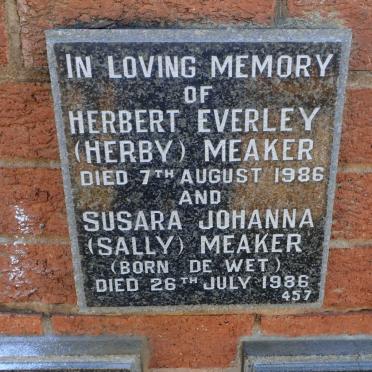 IN LOVING MEMORY
OF
HERBERT EVERLEY
(HERBY) MEAKER
DIED 7TH AUGUST 1986
AND
SUSARA JOHANNA
(SALLY) MEAKER
(BORN DE WET)
DIED 26TH JULY 1986
457